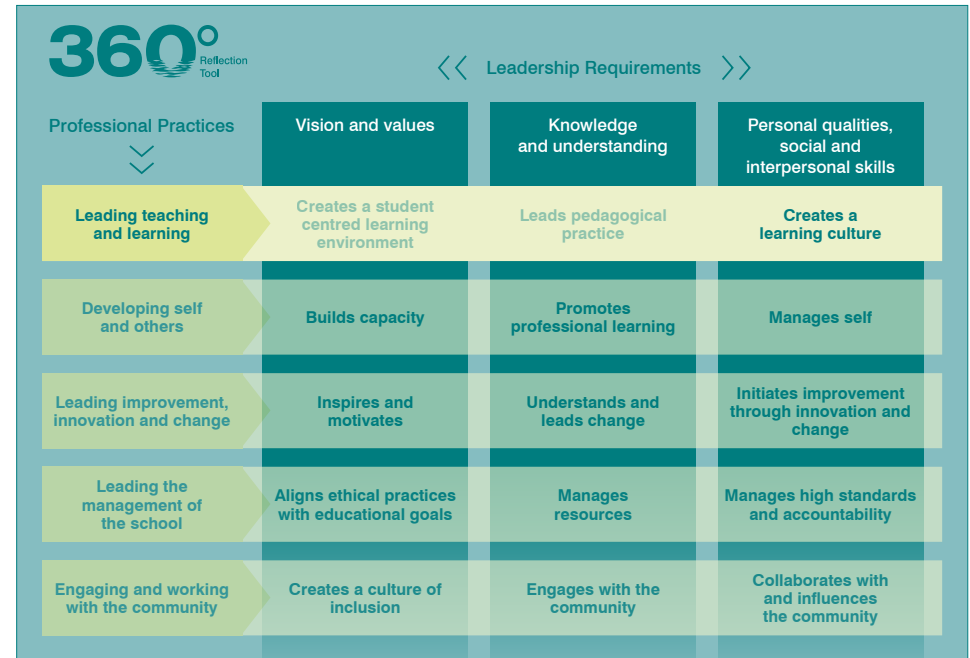 360°
Reflection
Tool
Leadership Requirements
Professional Practices
Vision and values
Knowledge
and understanding
Personal qualities,
social and
interpersonal skills
Leading teaching
and learning
Creates a student
centred learning
environment
Leads pedagogical
practice
Creates a
learning culture
Developing self
and others
Builds capacity
Promotes
professional learning
Manages self
Leading improvement,
innovation and change
Inspires and
motivates
Understands and
leads change
Initiates improvement
through innovation and
change
Leading the
management of
the school
Aligns ethical practices
with educational goals
Manages
resources
Manages high standards
and accountability
Engaging and working
with the community
Creates a culture of
inclusion
Engages with the
community
Collaborates with
and influences
the community